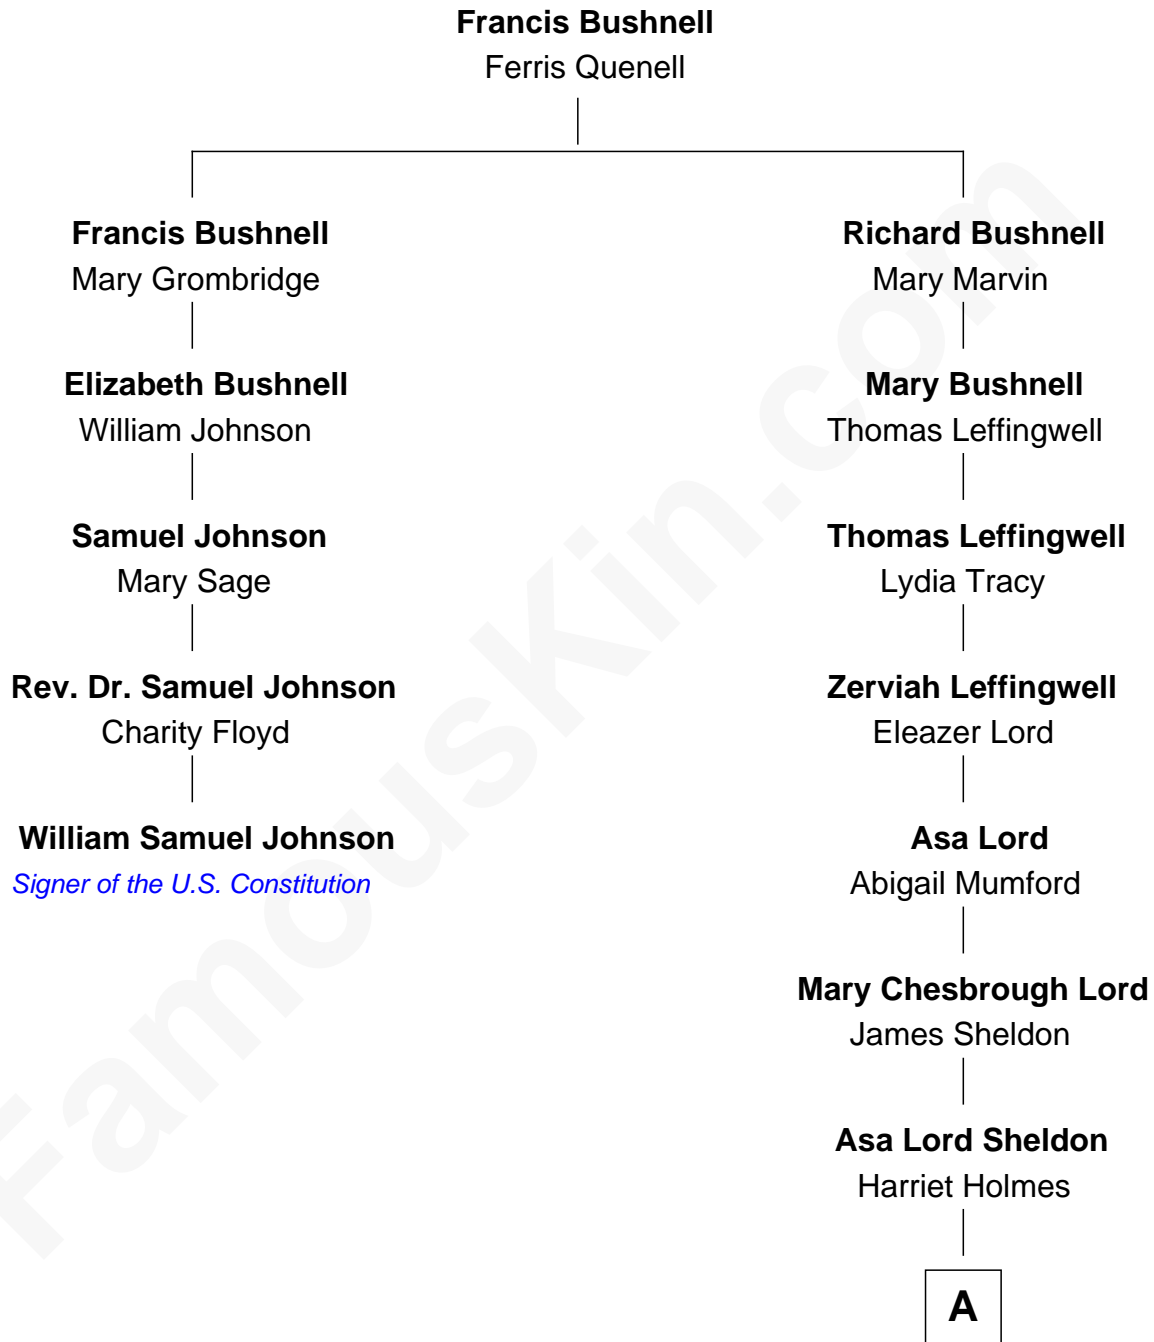 Francis Bushnell
Ferris Quenell
Francis Bushnell
Mary Grombridge
Richard Bushnell
Mary Marvin
Elizabeth Bushnell
William Johnson
Mary Bushnell
Thomas Leffingwell
Samuel Johnson
Mary Sage
Thomas Leffingwell
Lydia Tracy
Rev. Dr. Samuel Johnson
Charity Floyd
Zerviah Leffingwell
Eleazer Lord
William Samuel Johnson
Signer of the U.S. Constitution
Asa Lord
Abigail Mumford
Mary Chesbrough Lord
James Sheldon
Asa Lord Sheldon
Harriet Holmes
A
FamousKin.com